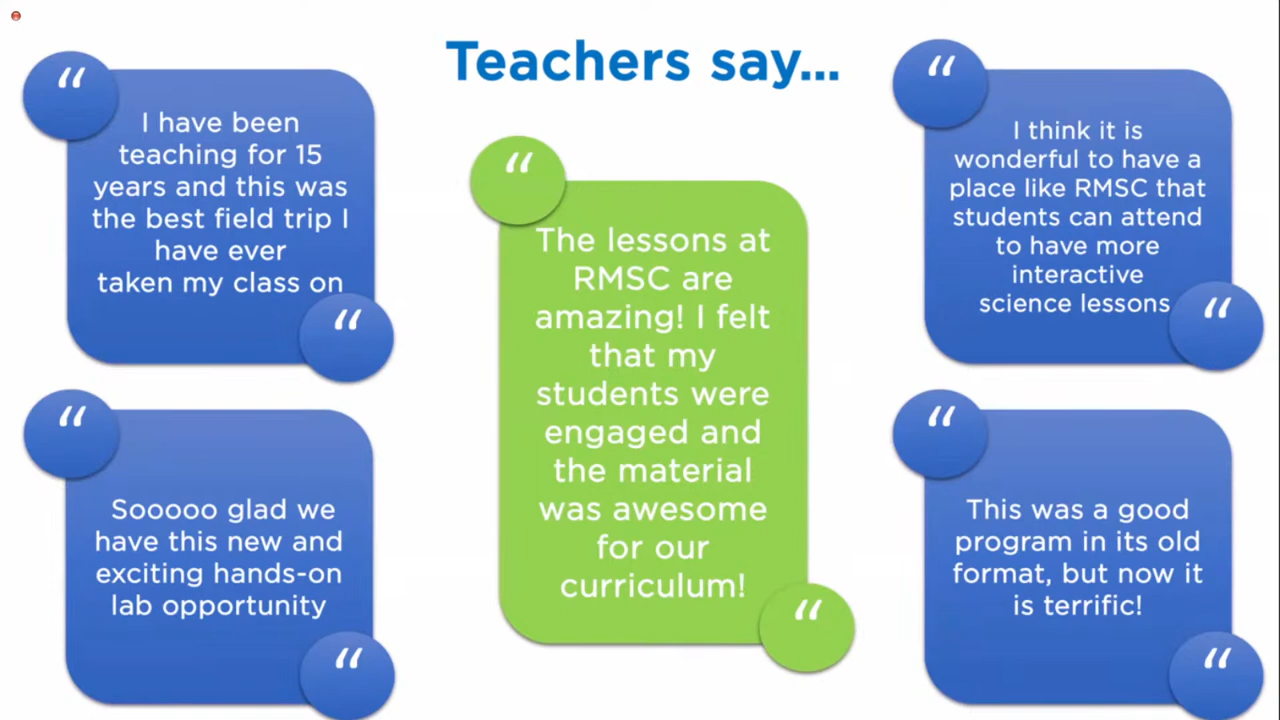 Teachers say...
“
I have been
teaching for 15
years and this was
the best field trip I
have ever
taken my class on
“
“
Sooooo glad we
have this new and
exciting hands-on
lab opportunity
“
“
The lessons at
RMSC are
amazing! I felt
that my
students were
engaged and
the material
was awesome
for our
curriculum!
“
“
I think it is
wonderful to have a
place like RMSC that
students can attend
to have more
interactive
science lessons
“
“
This was a good
program in its old
format, but now it
is terrific!
“